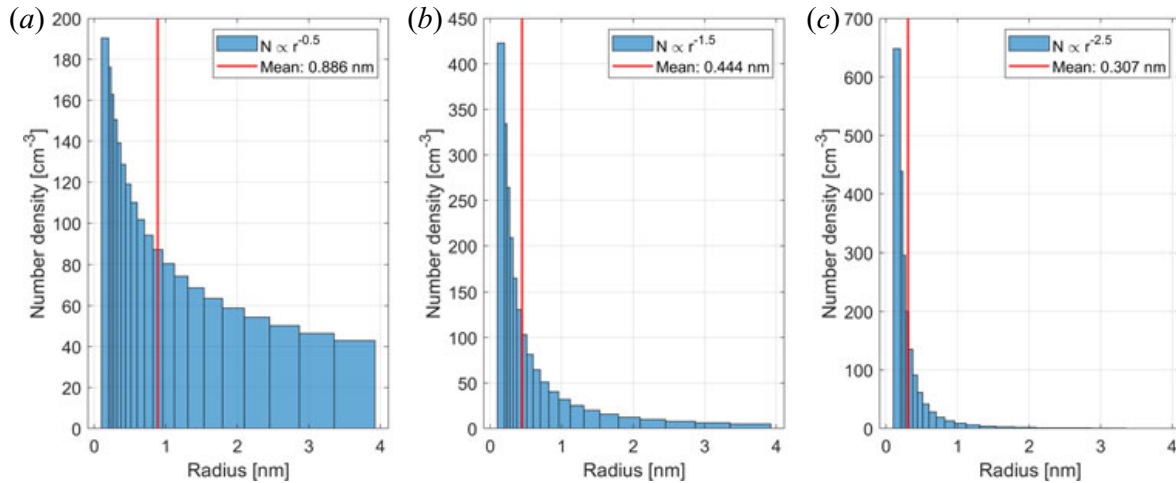 (a)
200
180
160
140
120
100
80
60
40
20
0
Number density [cm-3]
N ∝ r-0.5
Mean: 0.886 nm
0 1 2 3 4
Radius [nm]
(b)
450
400
350
300
250
200
150
100
50
0
Number density [cm-3]
N ∝ r-1.5
Mean: 0.444 nm
0 1 2 3 4
Radius [nm]
(c)
700
600
500
400
300
200
100
0
Number density [cm-3]
N ∝ r-2.5
Mean: 0.307 nm
0 1 2 3 4
Radius [nm]